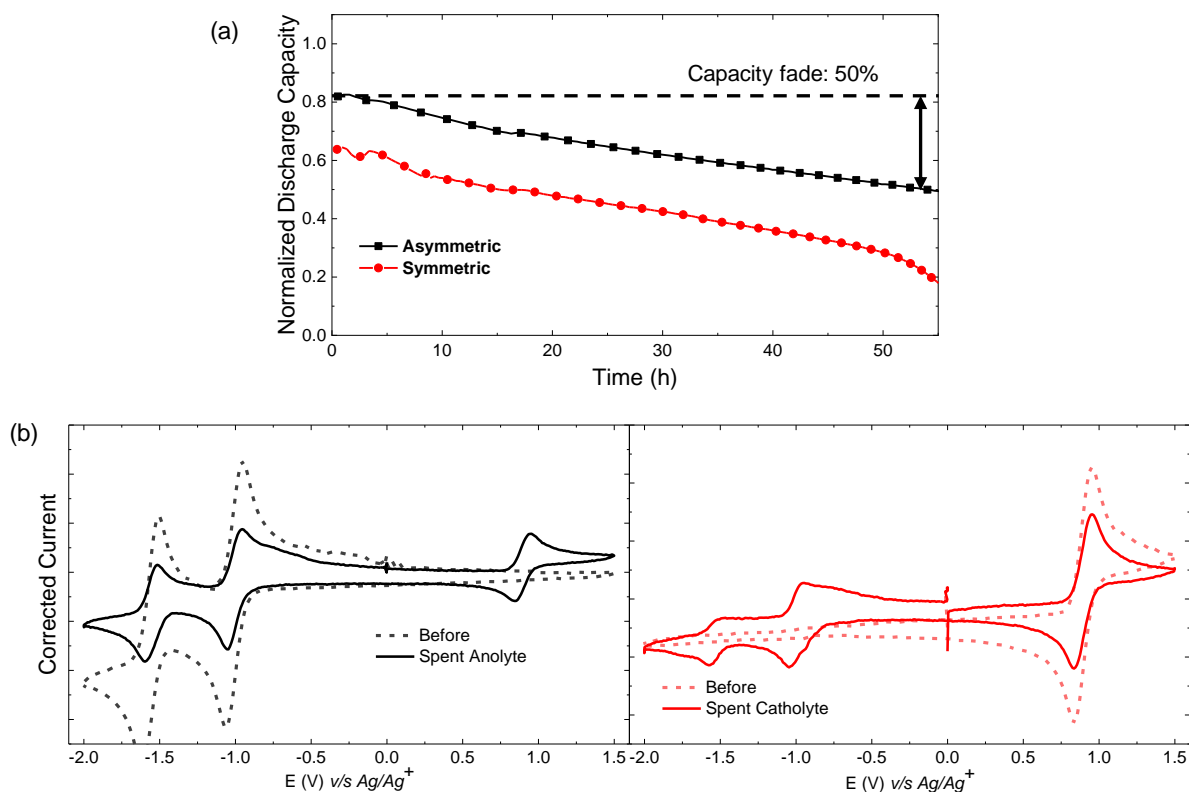 (a)
Normalized Discharge Capacity
1.0
0.8
0.6
0.4
0.2
0.0
Capacity fade: 50%
Asymmetric
Symmetric
0 10 20 30 40 50
Time (h)
(b)
Corrected Current
Before
Spent Anolyte
-2.0 -1.5 -1.0 -0.5 0.0 0.5 1.0 1.5
E (V) v/s Ag/Ag+
Before
Spent Catholyte
-2.0 -1.5 -1.0 -0.5 0.0 0.5 1.0 1.5
E (V) v/s Ag/Ag+